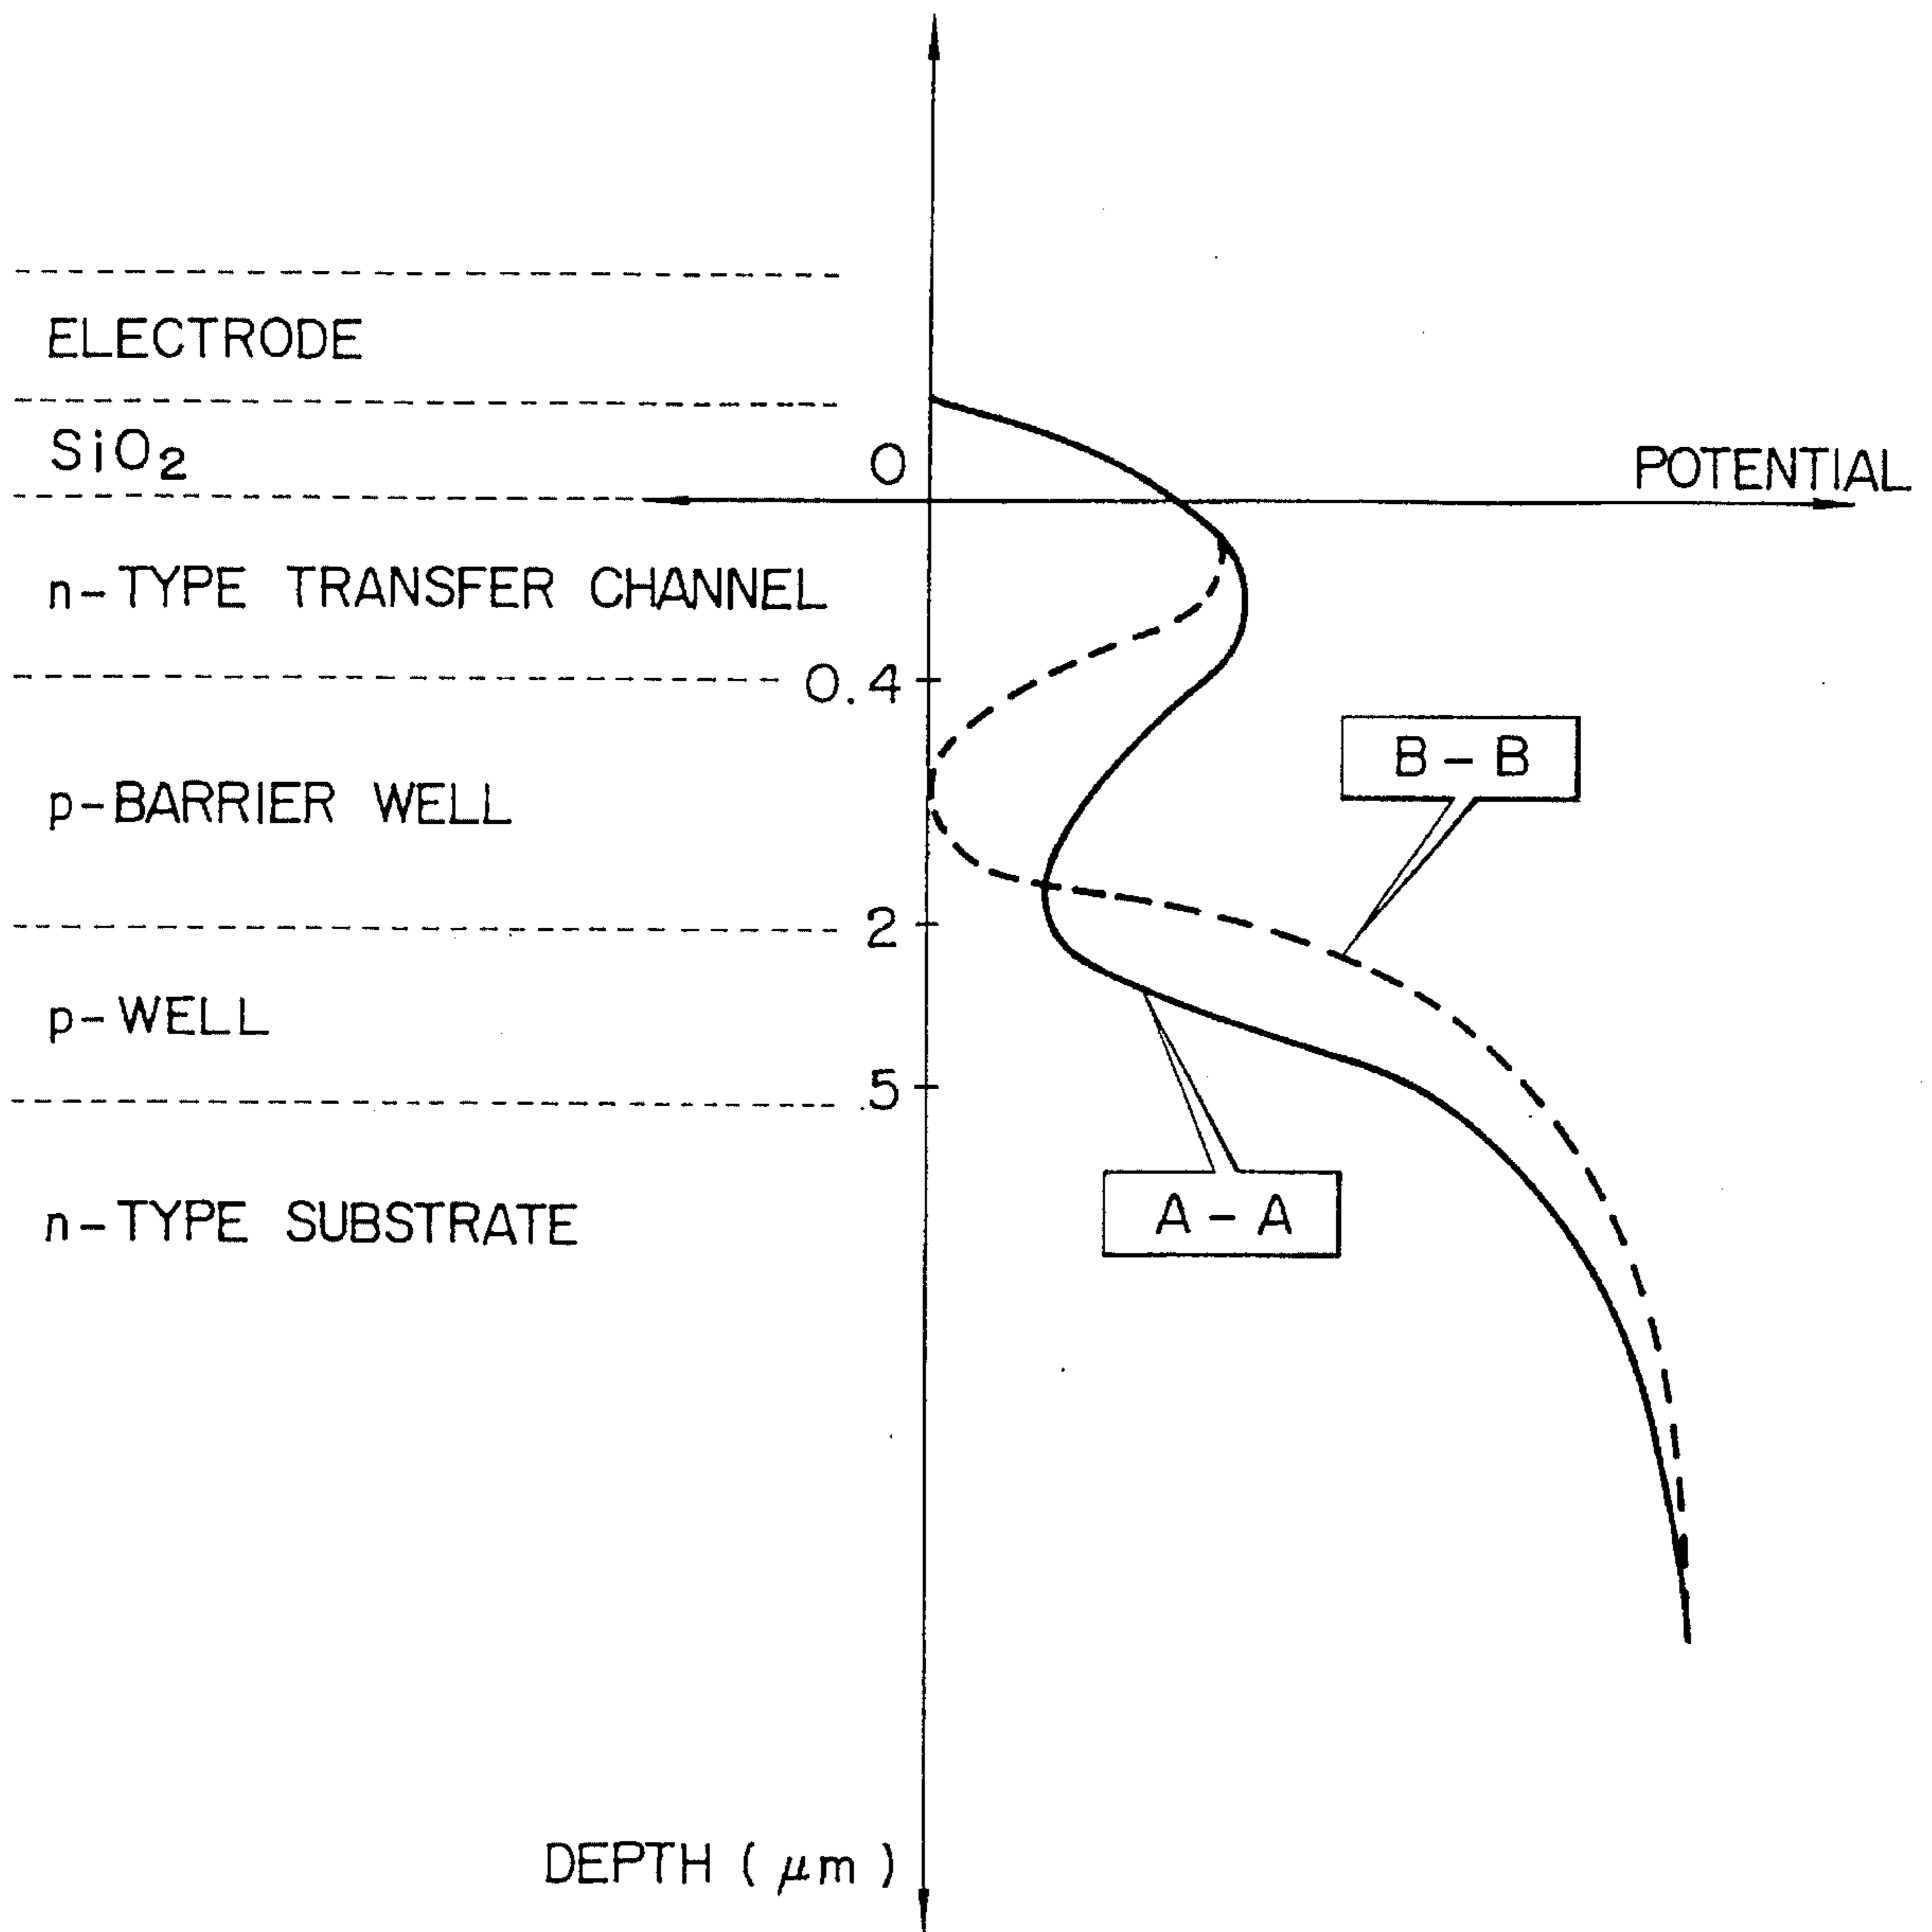 ELECTRODE
SiO2
0
POTENTIAL
n-TYPE TRANSFER CHANNEL
0.4
B-B
p-BARRIER WELL
2
p-WELL
5
A-A
n-TYPE SUBSTRATE
DEPTH (μm)